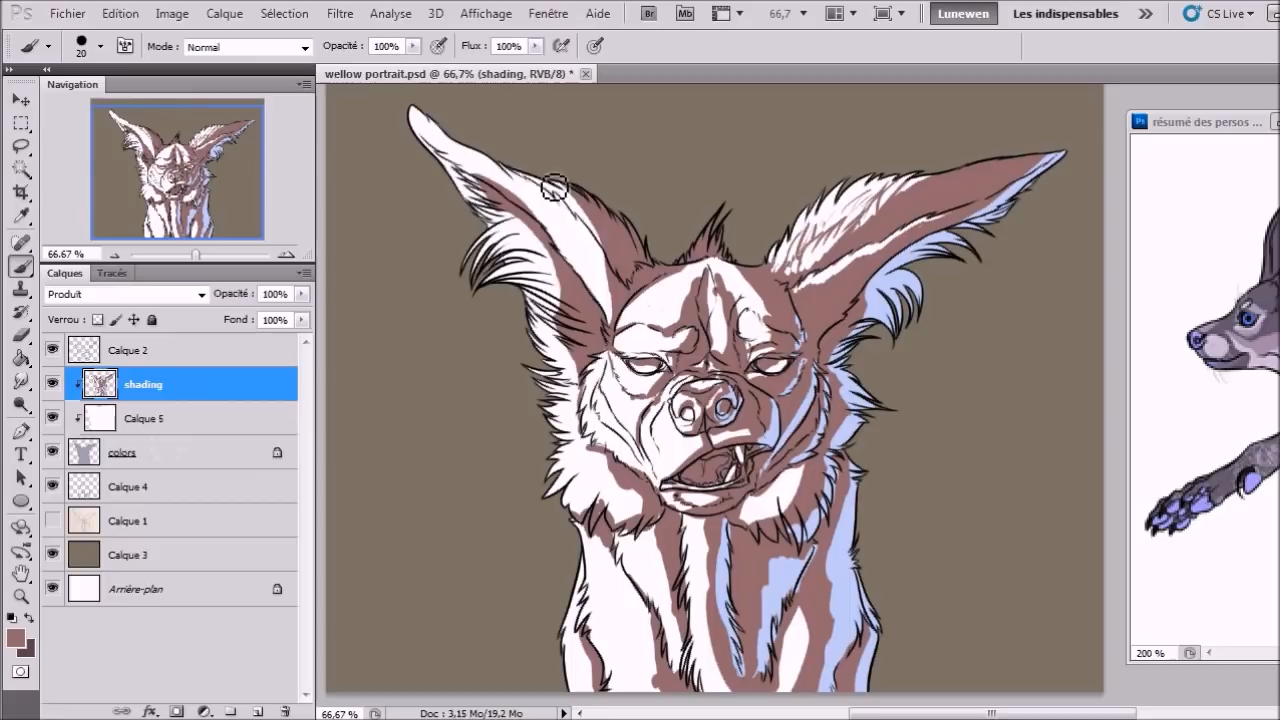 Ps Fichier Edition Image Calque Sélection Filtre Analyse 3D Affichage Fenêtre Aide Br Mb 66,7 Lunewen Les indispensables CS Live
20 Mode : Normal Opacité : 100% Flux : 100%
Navigation
wellow portrait.psd @ 66,7% (shading, RVB/8) *
Ps résumé des persos ...
66.67 %
Calques Tracés
Produit Opacité : 100%
Verrou : Fond : 100%
Calque 2
shading
Calque 5
colors
Calque 4
Calque 1
Calque 3
Arrière-plan
200 %
66,67 % Doc : 3,15 Mo/19,2 Mo